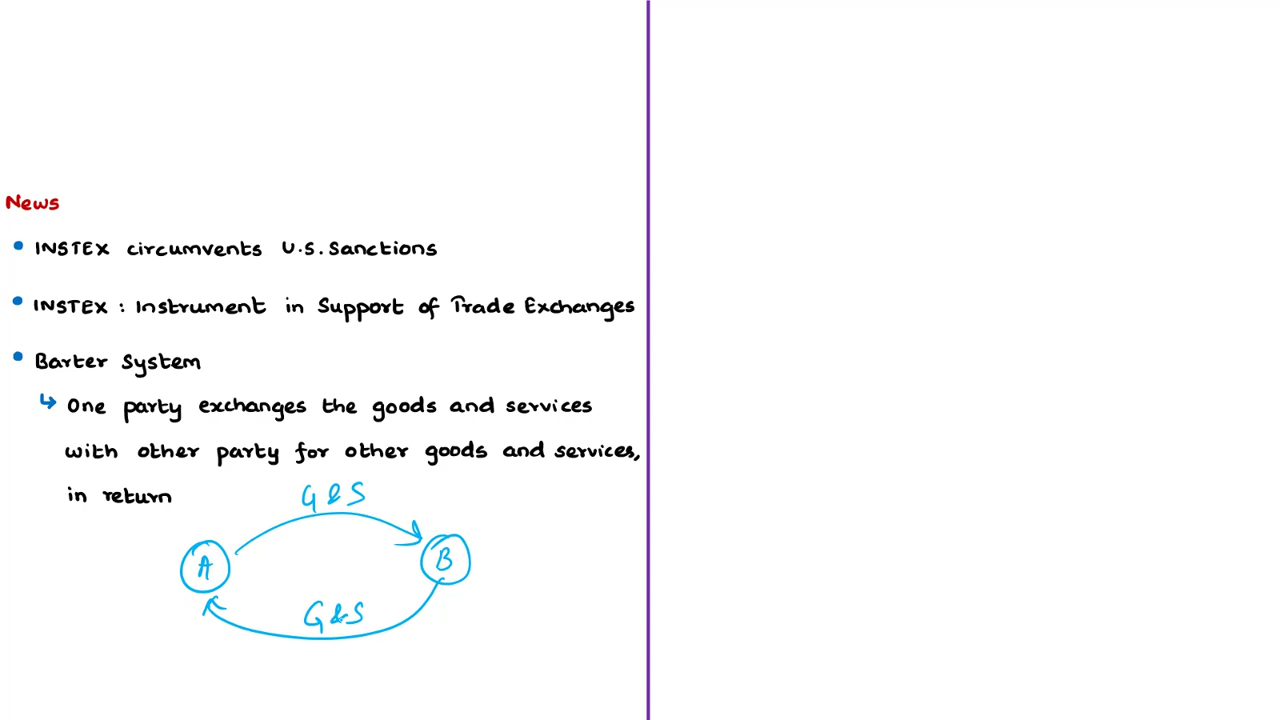 News
• INSTEX circumvents U.S. Sanctions
• INSTEX : Instrument in Support of Trade Exchanges
• Barter System
↳ One party exchanges the goods and services
with other party for other goods and services,
in return
G & S
A
B
G & S